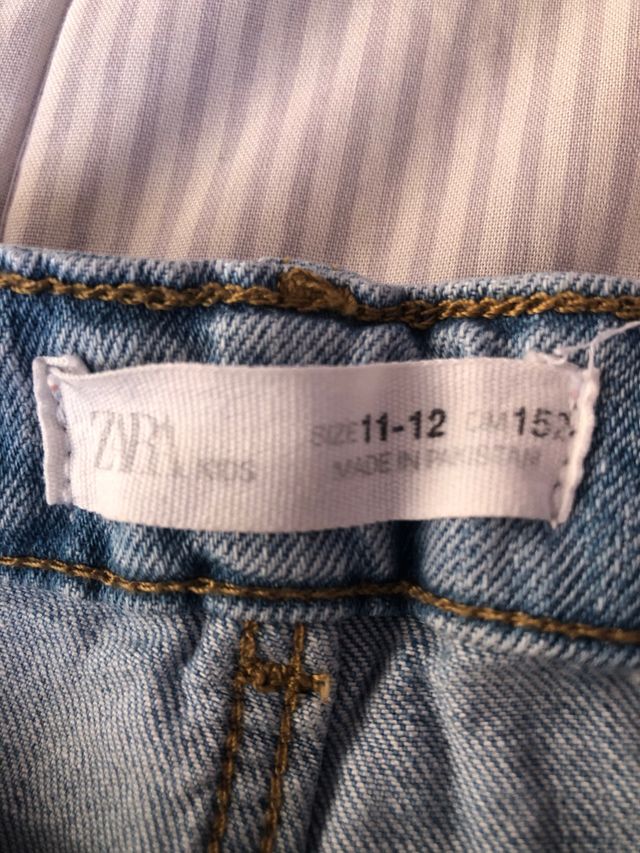 ZARA KIDS SIZE 11-12 CM 152
MADE IN PAKISTAN